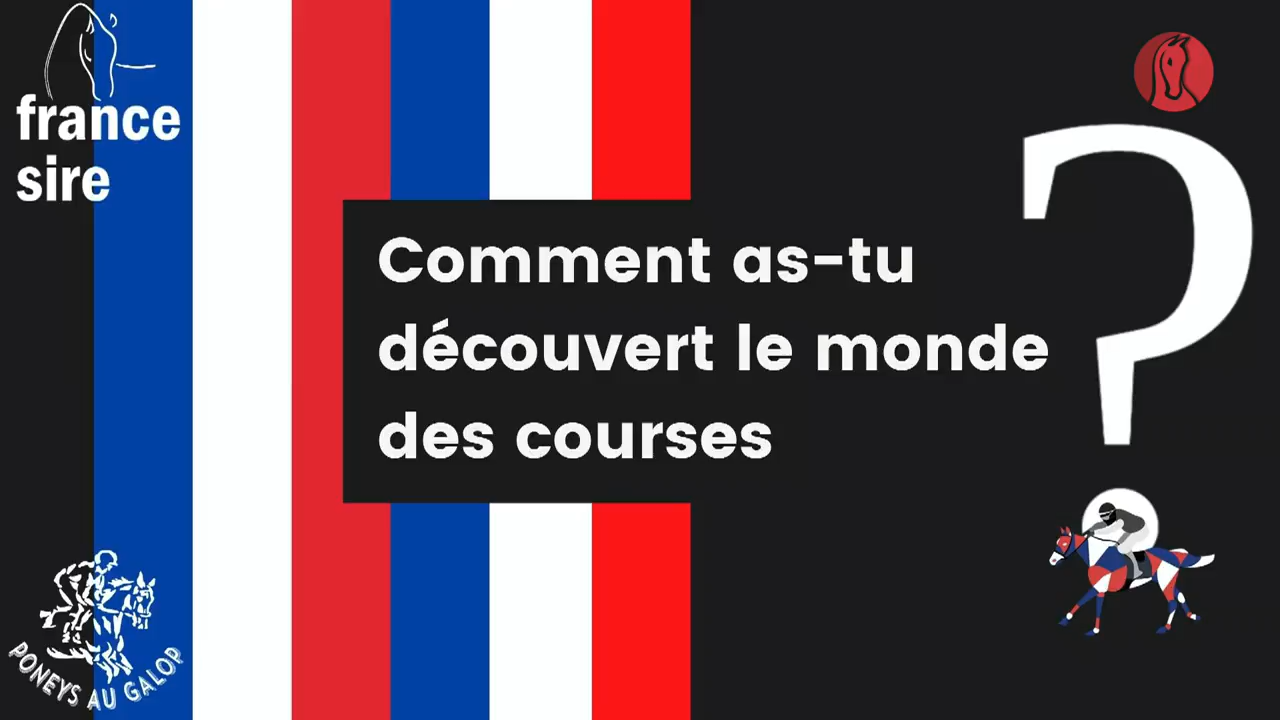 france
sire
Comment as-tu
découvert le monde
des courses
?
PONEYS AU GALOP